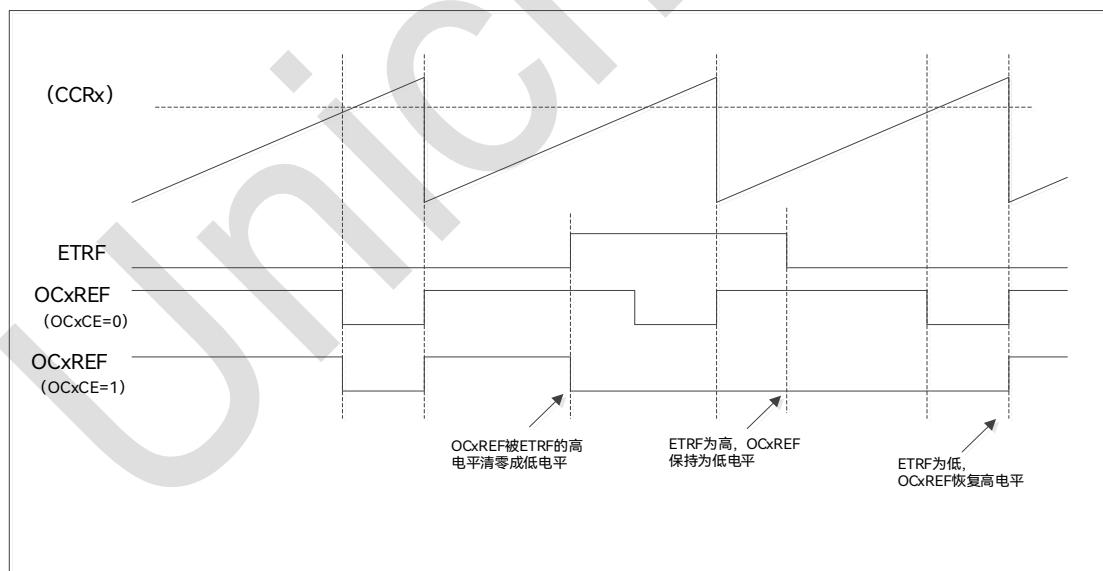 Unich
（CCRx）
ETRF
OCxREF
（OCxCE=0）
OCxREF
（OCxCE=1）
OCxREF被ETRF的高
电平清零成低电平
ETRF为高，OCxREF
保持为低电平
ETRF为低，
OCxREF恢复高电平